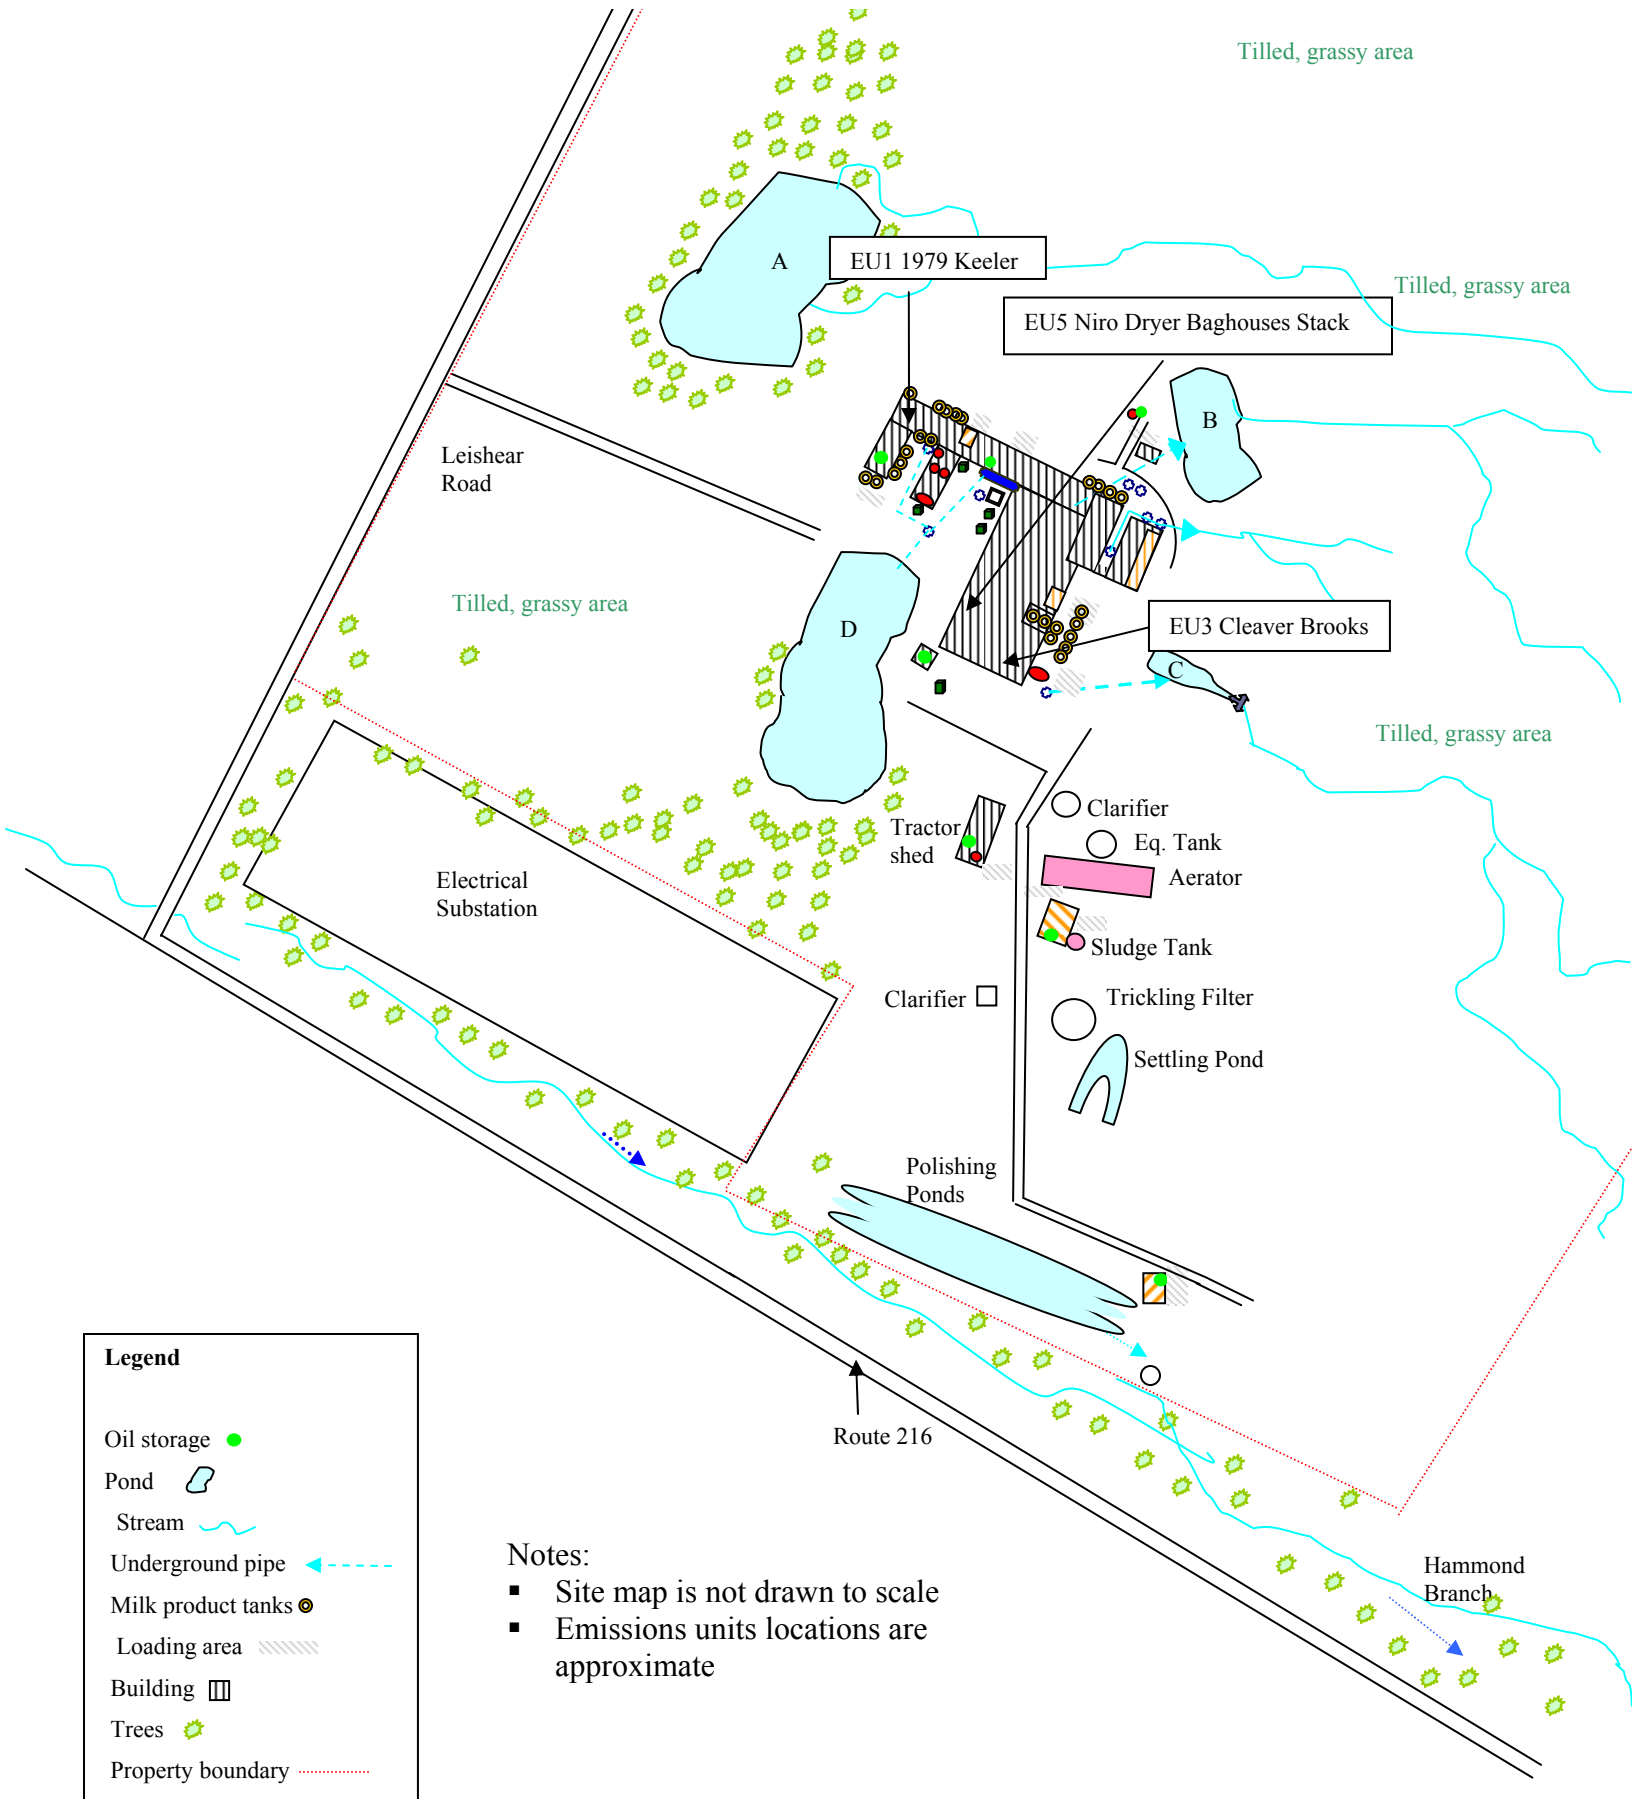 Tilled, grassy area
A
EU1 1979 Keeler
Tilled, grassy area
EU5 Niro Dryer Baghouses Stack
B
Leishear
Road
Tilled, grassy area
D
EU3 Cleaver Brooks
C
Tilled, grassy area
Clarifier
Tractor
shed
Eq. Tank
Aerator
Electrical
Substation
Sludge Tank
Clarifier
Trickling Filter
Settling Pond
Polishing
Ponds
Route 216
Hammond
Branch
Legend
Oil storage
Pond
Stream
Underground pipe
Milk product tanks
Loading area
Building
Trees
Property boundary
Notes:
▪ Site map is not drawn to scale
▪ Emissions units locations are
approximate